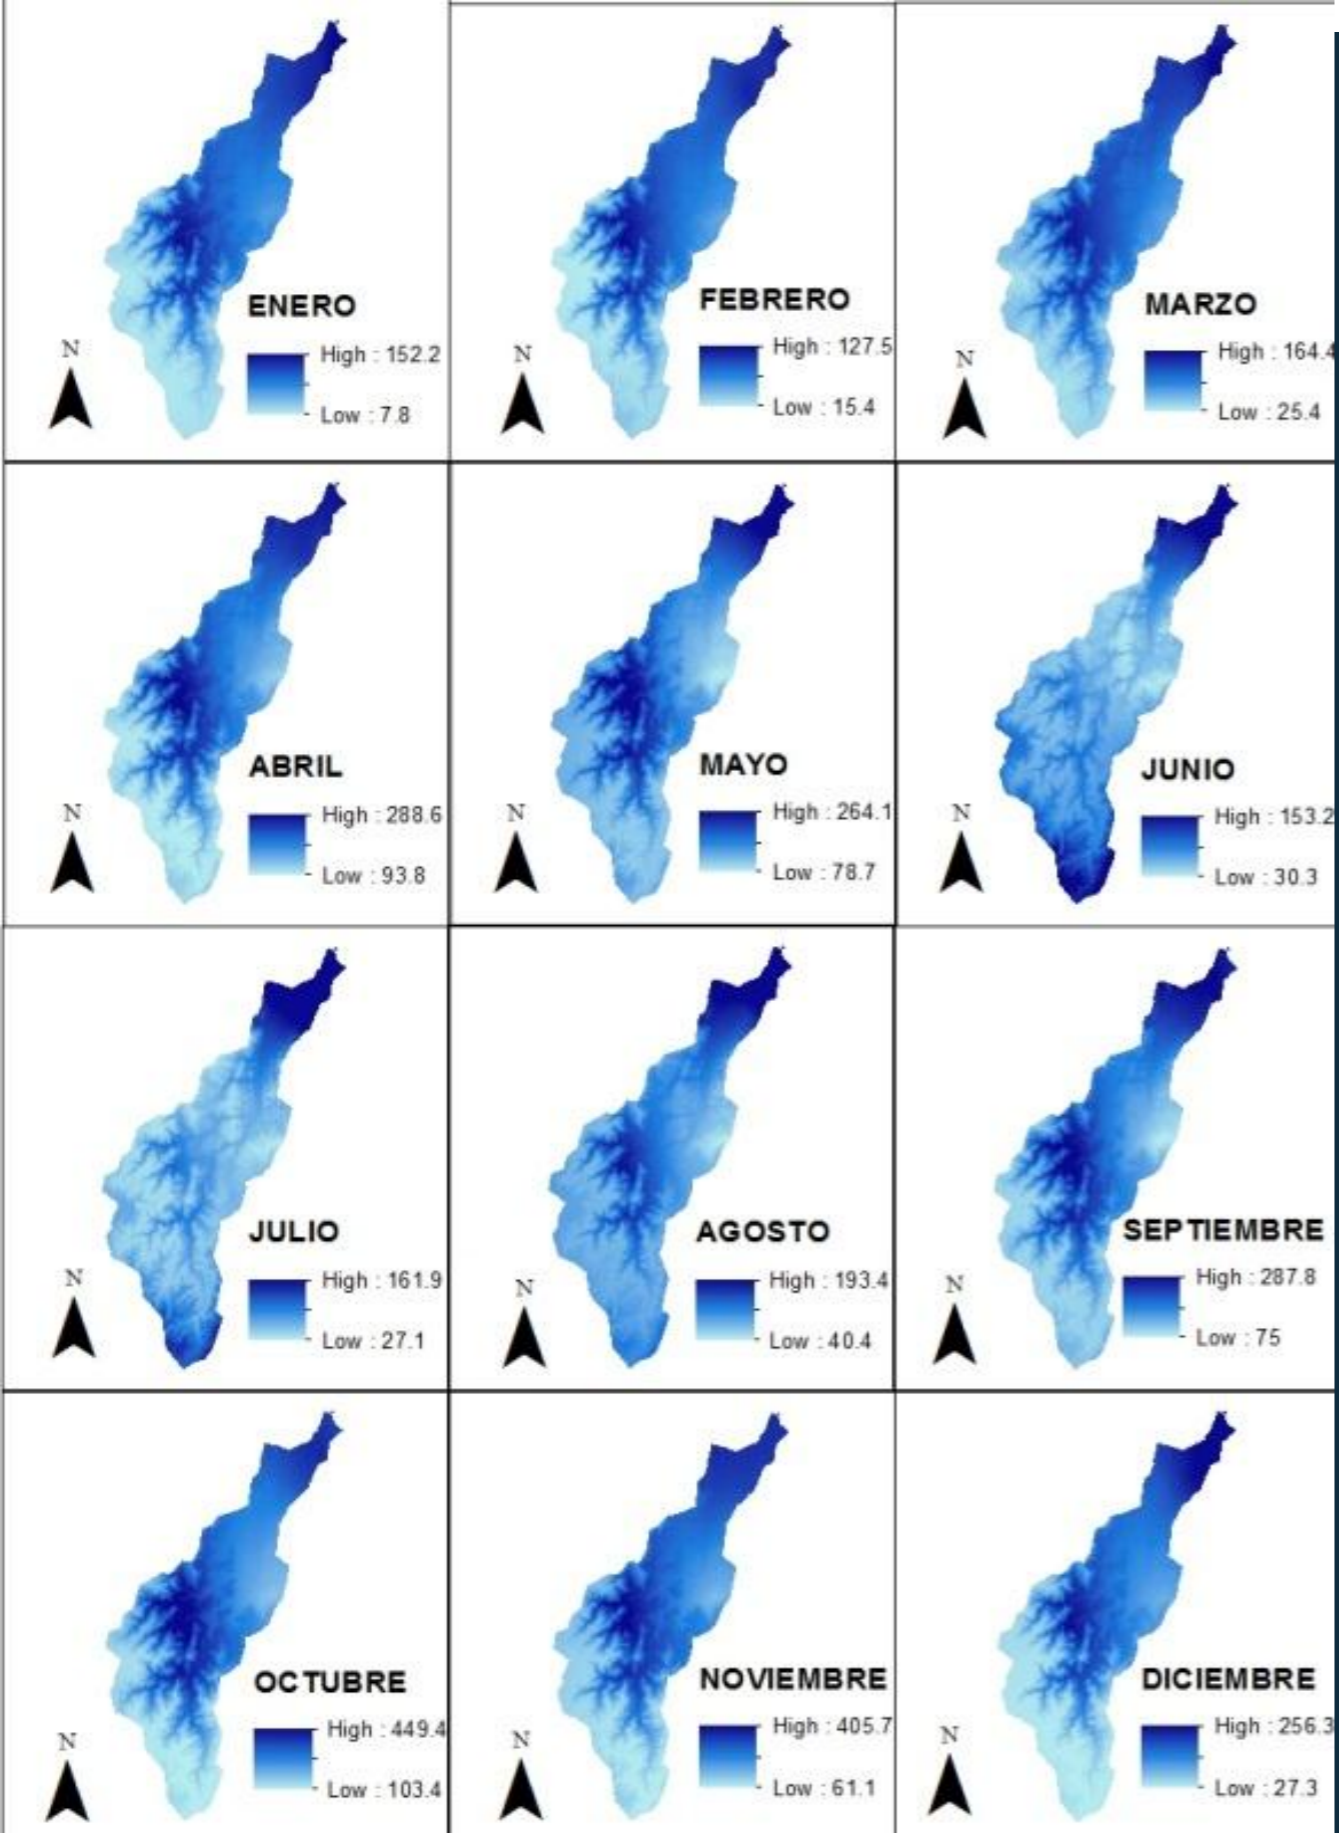 ENERO
N
High : 152.2
Low : 7.8
FEBRERO
N
High : 127.5
Low : 15.4
MARZO
N
High : 164.4
Low : 25.4
ABRIL
N
High : 288.6
Low : 93.8
MAYO
N
High : 264.1
Low : 78.7
JUNIO
N
High : 153.2
Low : 30.3
JULIO
N
High : 161.9
Low : 27.1
AGOSTO
N
High : 193.4
Low : 40.4
SEPTIEMBRE
N
High : 287.8
Low : 75
OCTUBRE
N
High : 449.4
Low : 103.4
NOVIEMBRE
N
High : 405.7
Low : 61.1
DICIEMBRE
N
High : 256.3
Low : 27.3